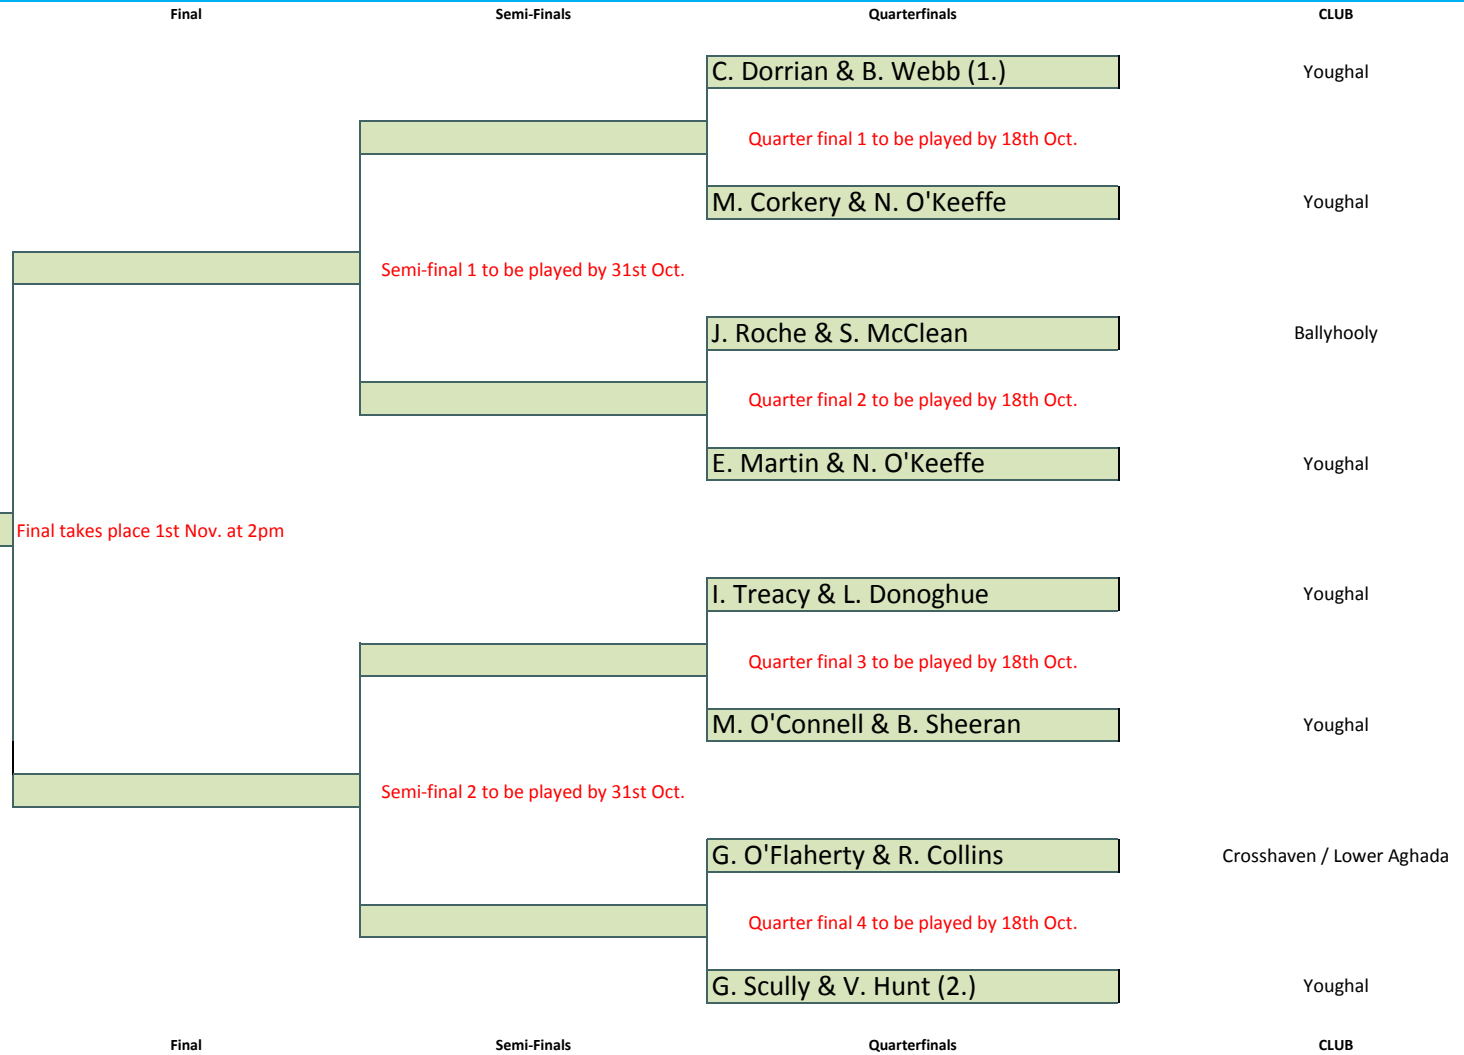 Final Semi-Finals Quarterfinals CLUB
C. Dorrian & B. Webb (1.) Youghal
Quarter final 1 to be played by 18th Oct.
M. Corkery & N. O'Keeffe Youghal
Semi-final 1 to be played by 31st Oct.
J. Roche & S. McClean Ballyhooly
Quarter final 2 to be played by 18th Oct.
E. Martin & N. O'Keeffe Youghal
Final takes place 1st Nov. at 2pm
I. Treacy & L. Donoghue Youghal
Quarter final 3 to be played by 18th Oct.
M. O'Connell & B. Sheeran Youghal
Semi-final 2 to be played by 31st Oct.
G. O'Flaherty & R. Collins Crosshaven / Lower Aghada
Quarter final 4 to be played by 18th Oct.
G. Scully & V. Hunt (2.) Youghal
Final Semi-Finals Quarterfinals CLUB